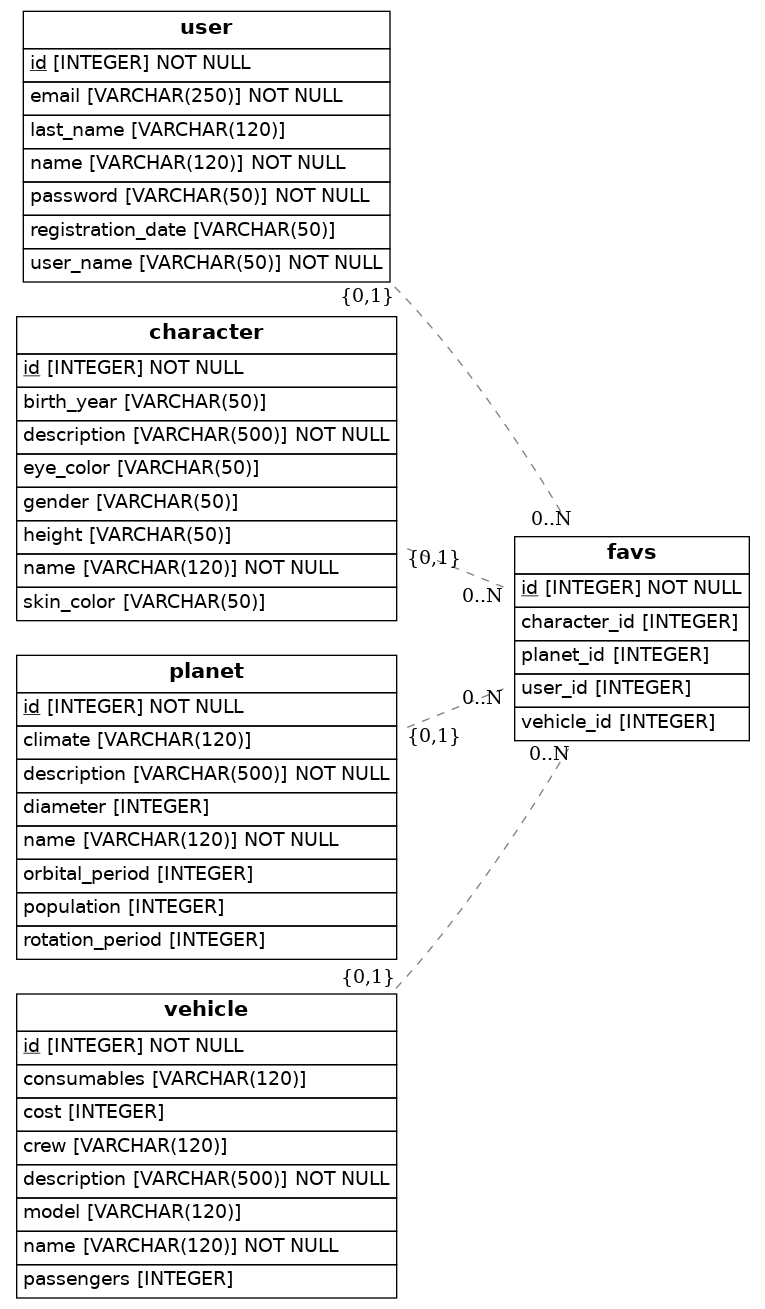 user
id [INTEGER] NOT NULL
email [VARCHAR(250)] NOT NULL
last_name [VARCHAR(120)]
name [VARCHAR(120)] NOT NULL
password [VARCHAR(50)] NOT NULL
registration_date [VARCHAR(50)]
user_name [VARCHAR(50)] NOT NULL
{0,1}
character
id [INTEGER] NOT NULL
birth_year [VARCHAR(50)]
description [VARCHAR(500)] NOT NULL
eye_color [VARCHAR(50)]
gender [VARCHAR(50)]
height [VARCHAR(50)]
name [VARCHAR(120)] NOT NULL
skin_color [VARCHAR(50)]
{0,1}
0..N
0..N
favs
id [INTEGER] NOT NULL
character_id [INTEGER]
planet_id [INTEGER]
user_id [INTEGER]
vehicle_id [INTEGER]
0..N
0..N
{0,1}
planet
id [INTEGER] NOT NULL
climate [VARCHAR(120)]
description [VARCHAR(500)] NOT NULL
diameter [INTEGER]
name [VARCHAR(120)] NOT NULL
orbital_period [INTEGER]
population [INTEGER]
rotation_period [INTEGER]
{0,1}
vehicle
id [INTEGER] NOT NULL
consumables [VARCHAR(120)]
cost [INTEGER]
crew [VARCHAR(120)]
description [VARCHAR(500)] NOT NULL
model [VARCHAR(120)]
name [VARCHAR(120)] NOT NULL
passengers [INTEGER]